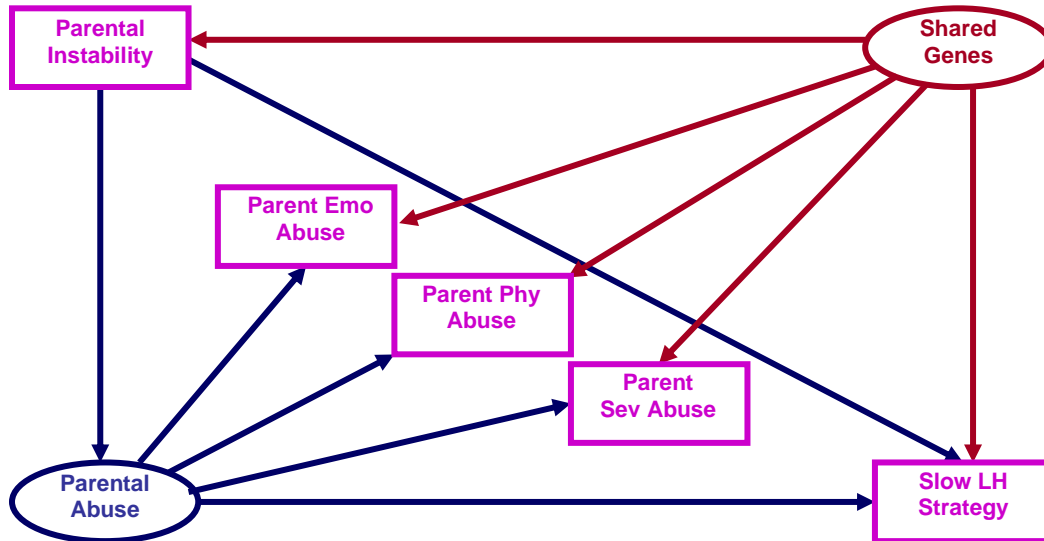 Parental
Instability
Shared
Genes
Parent Emo
Abuse
Parent Phy
Abuse
Parent
Sev Abuse
Parental
Abuse
Slow LH
Strategy